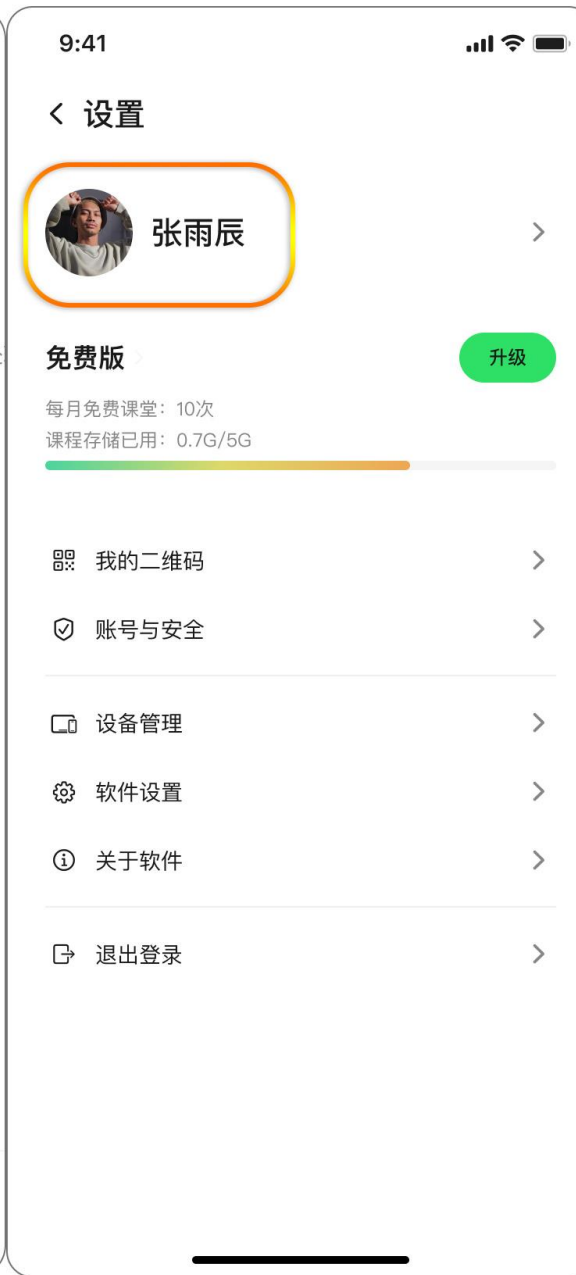 9:41
设置
张雨辰
免费版
升级
每月免费课堂：10次
课程存储已用：0.7G/5G
我的二维码
账号与安全
设备管理
软件设置
关于软件
退出登录